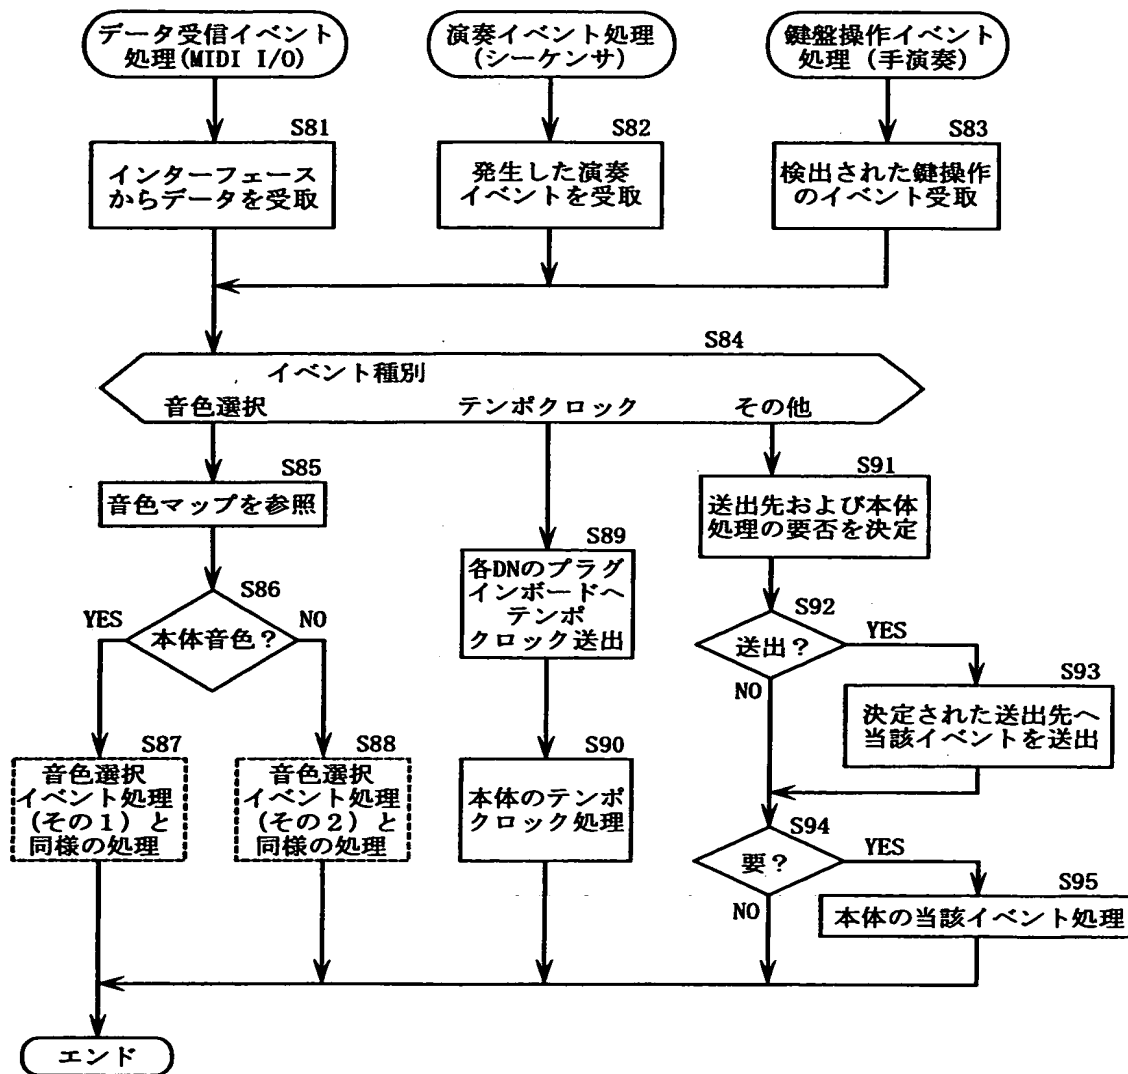 データ受信イベント
処理(MIDI I/O)
演奏イベント処理
(シーケンサ)
鍵盤操作イベント
処理 (手演奏)
S81
インターフェース
からデータを受取
S82
発生した演奏
イベントを受取
S83
検出された鍵操作
のイベント受取
S84
イベント種別
音色選択
テンポクロック
その他
S85
音色マップを参照
S86
本体音色?
YES
NO
S87
音色選択
イベント処理
(その1)と
同様の処理
S88
音色選択
イベント処理
(その2)と
同様の処理
S89
各DNのプラグ
インボードへ
テンポ
クロック送出
S90
本体のテンポ
クロック処理
S91
送出先および本体
処理の要否を決定
S92
送出?
YES
NO
S93
決定された送出先へ
当該イベントを送出
S94
要?
YES
NO
S95
本体の当該イベント処理
エンド